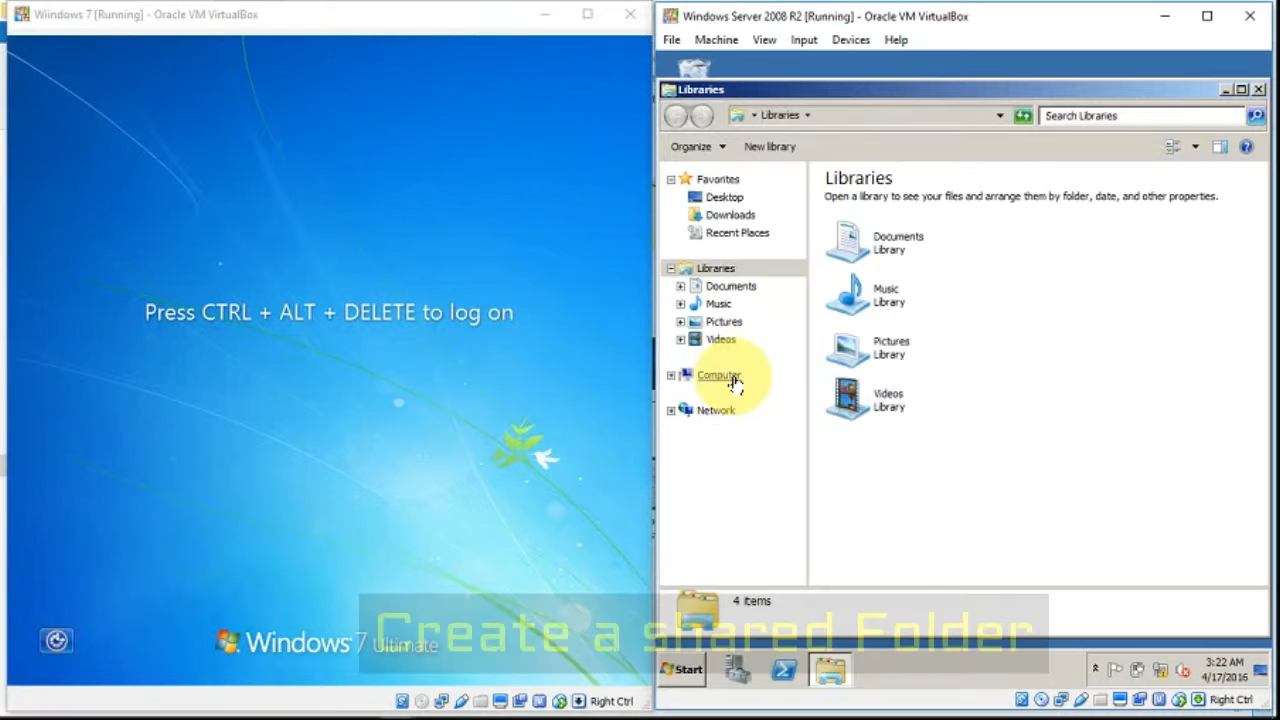 Wiindows 7 [Running] - Oracle VM VirtualBox
Press CTRL + ALT + DELETE to log on
Windows 7 Ultimate
Right Ctrl
Windows Server 2008 R2 [Running] - Oracle VM VirtualBox
File Machine View Input Devices Help
Libraries
Libraries
Search Libraries
Organize New library
Favorites
Desktop
Downloads
Recent Places
Libraries
Documents
Music
Pictures
Videos
Computer
Network
Libraries
Open a library to see your files and arrange them by folder, date, and other properties.
Documents
Library
Music
Library
Pictures
Library
Videos
Library
4 items
Create a shared Folder
Start
3:22 AM
4/17/2016
Right Ctrl